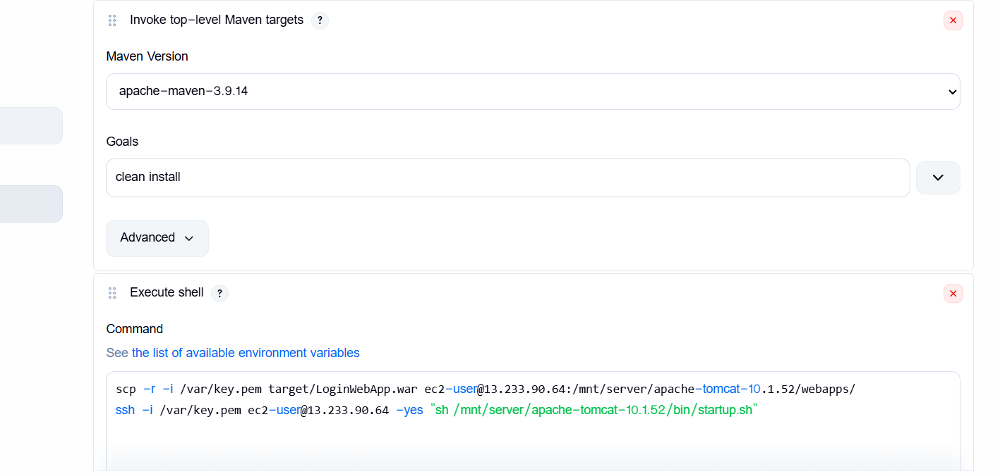 Invoke top-level Maven targets ?
Maven Version
apache-maven-3.9.14
Goals
clean install
Advanced
Execute shell ?
Command
See the list of available environment variables
scp -r -i /var/key.pem target/LoginWebApp.war ec2-user@13.233.90.64:/mnt/server/apache-tomcat-10.1.52/webapps/
ssh -i /var/key.pem ec2-user@13.233.90.64 -yes "sh /mnt/server/apache-tomcat-10.1.52/bin/startup.sh"